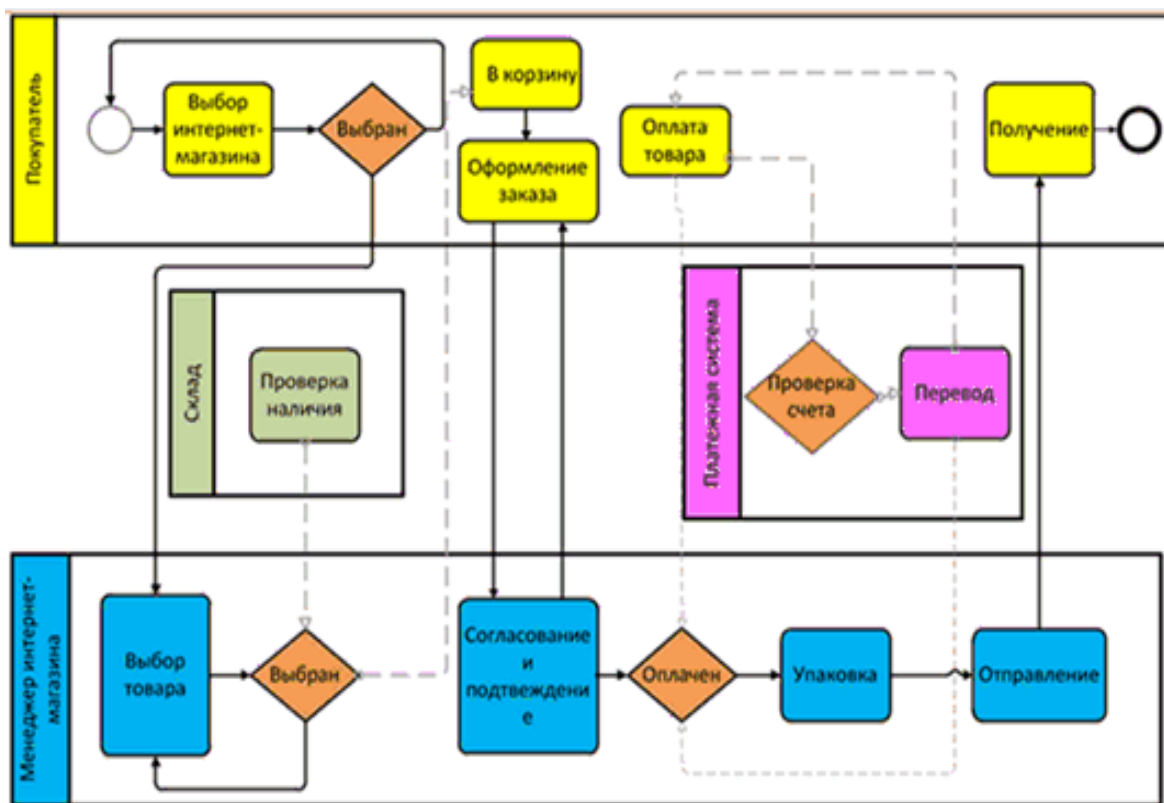 Покупатель
Выбор
интернет-
магазина
Выбран
В корзину
Оформление
заказа
Оплата
товара
Получение
Склад
Проверка
наличия
Платежная система
Проверка
счета
Перевод
Менеджер интернет-
магазина
Выбор
товара
Выбран
Согласование
и
подтвеждени
е
Оплачен
Упаковка
Отправление